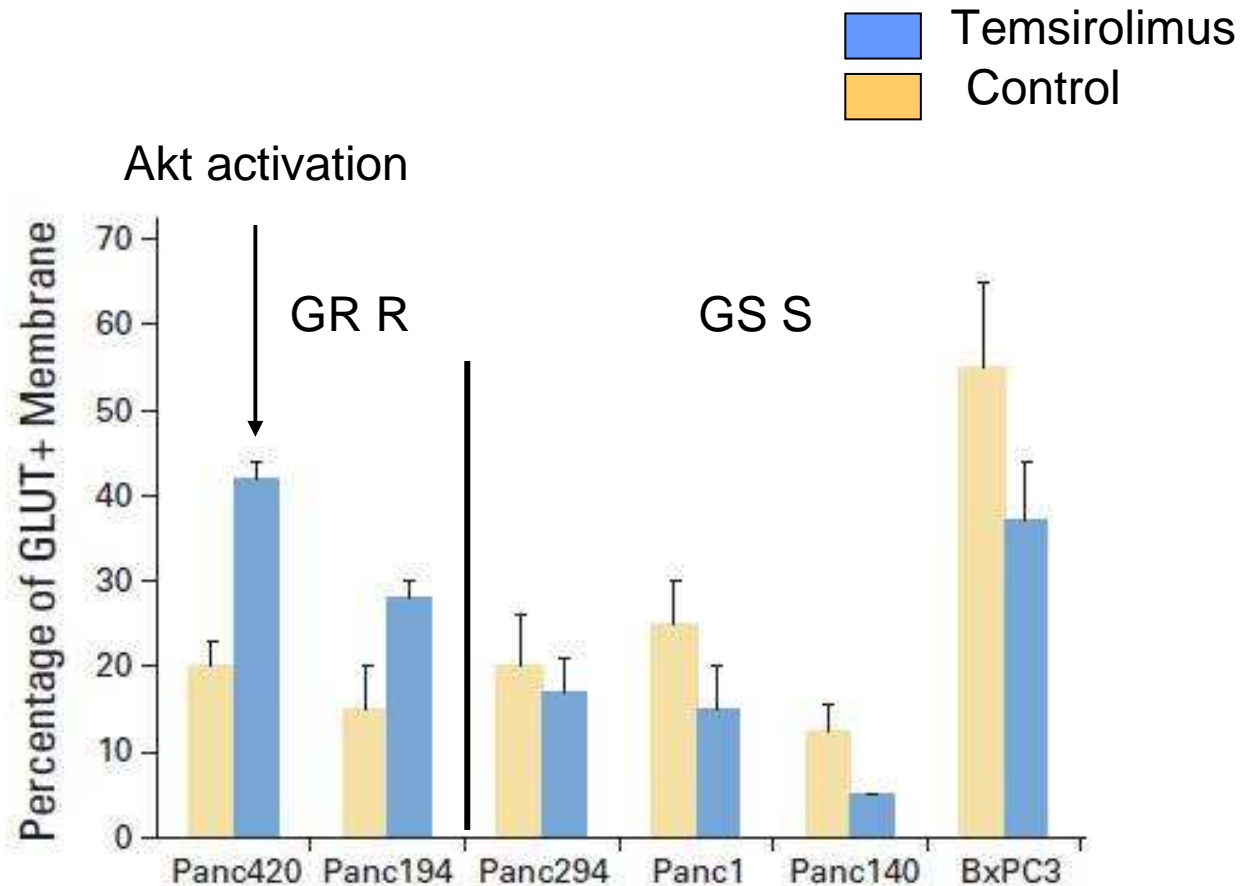 Temsirolimus
Control
Akt activation
GR R
GS S
Percentage of GLUT+ Membrane
70
60
50
40
30
20
10
0
Panc420 Panc194 Panc294 Panc1 Panc140 BxPC3